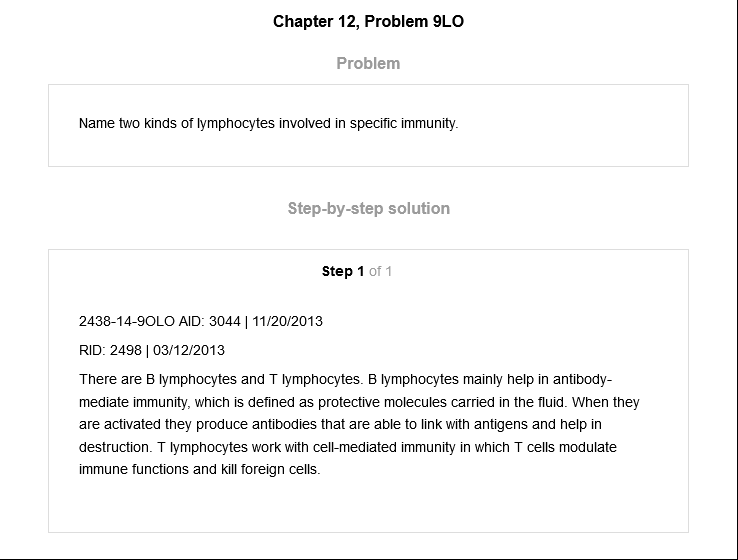 Chapter 12, Problem 9LO
Problem
Name two kinds of lymphocytes involved in specific immunity.
Step-by-step solution
Step 1 of 1
2438-14-9OLO AID: 3044 | 11/20/2013
RID: 2498 | 03/12/2013
There are B lymphocytes and T lymphocytes. B lymphocytes mainly help in antibody-
mediate immunity, which is defined as protective molecules carried in the fluid. When they
are activated they produce antibodies that are able to link with antigens and help in
destruction. T lymphocytes work with cell-mediated immunity in which T cells modulate
immune functions and kill foreign cells.